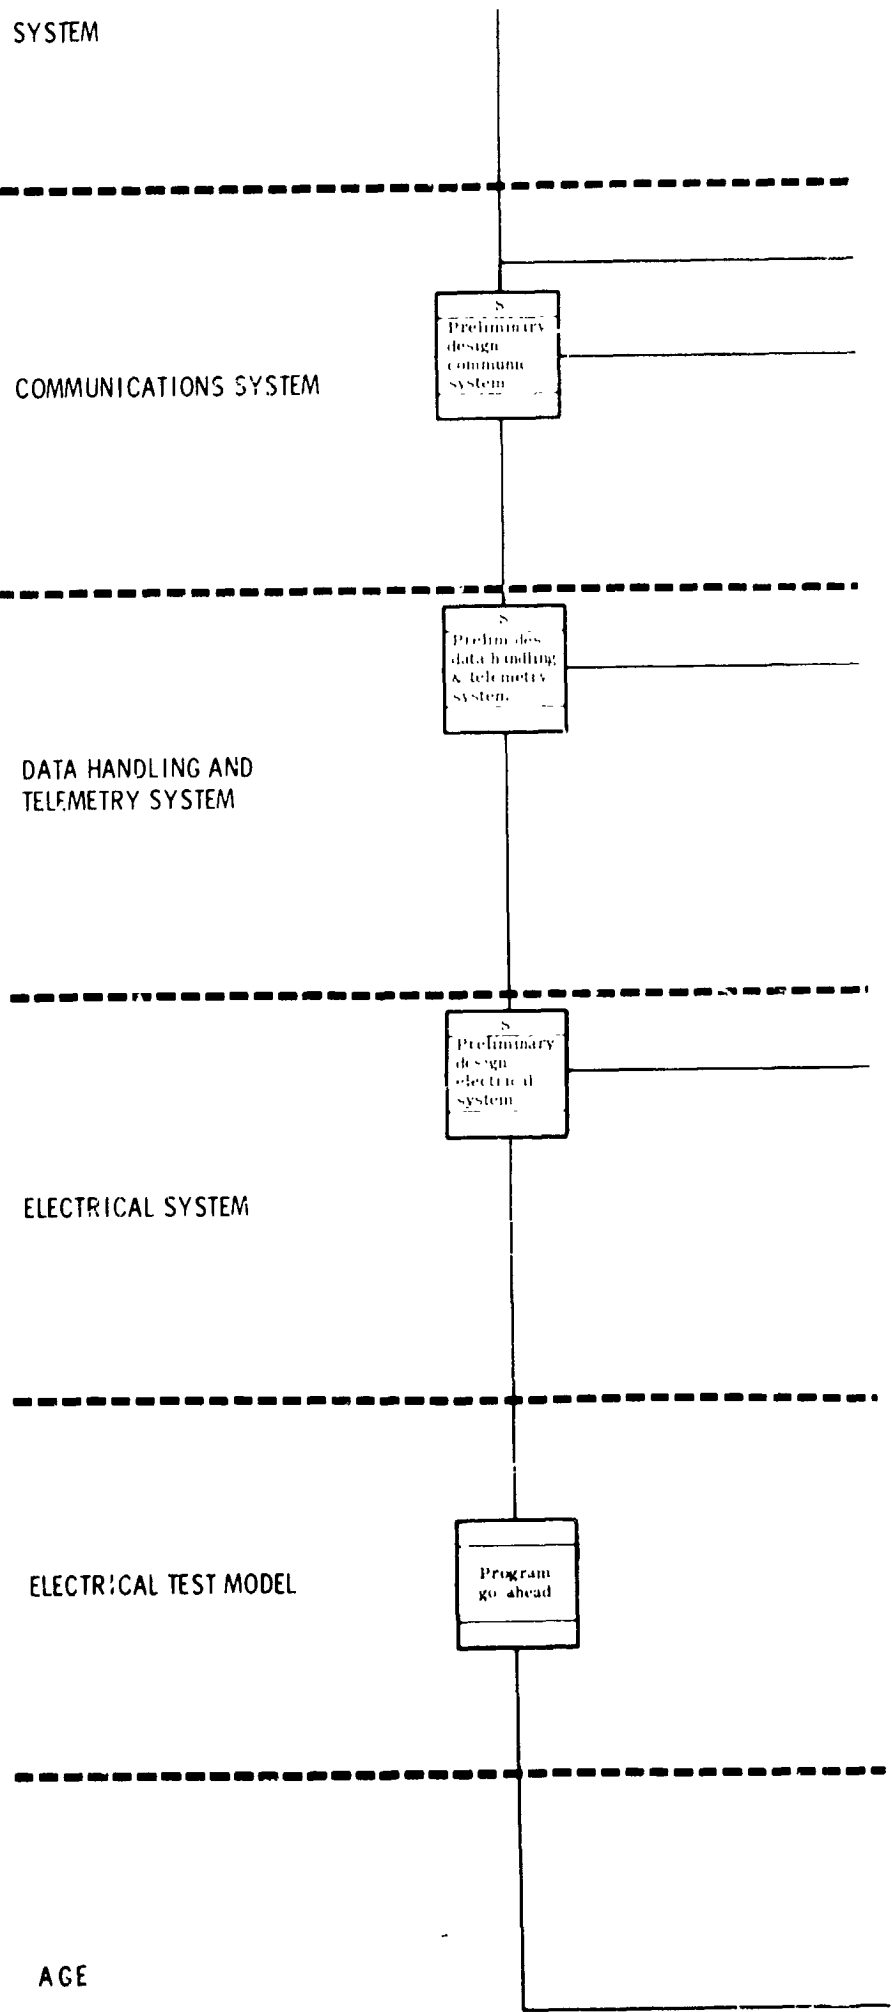 SYSTEM
S
Preliminary
design
communic
system
COMMUNICATIONS SYSTEM
S
Prelim des
data handling
& telemetry
system
DATA HANDLING AND
TELEMETRY SYSTEM
S
Preliminary
design
electrical
system
ELECTRICAL SYSTEM
Program
go ahead
ELECTRICAL TEST MODEL
AGE